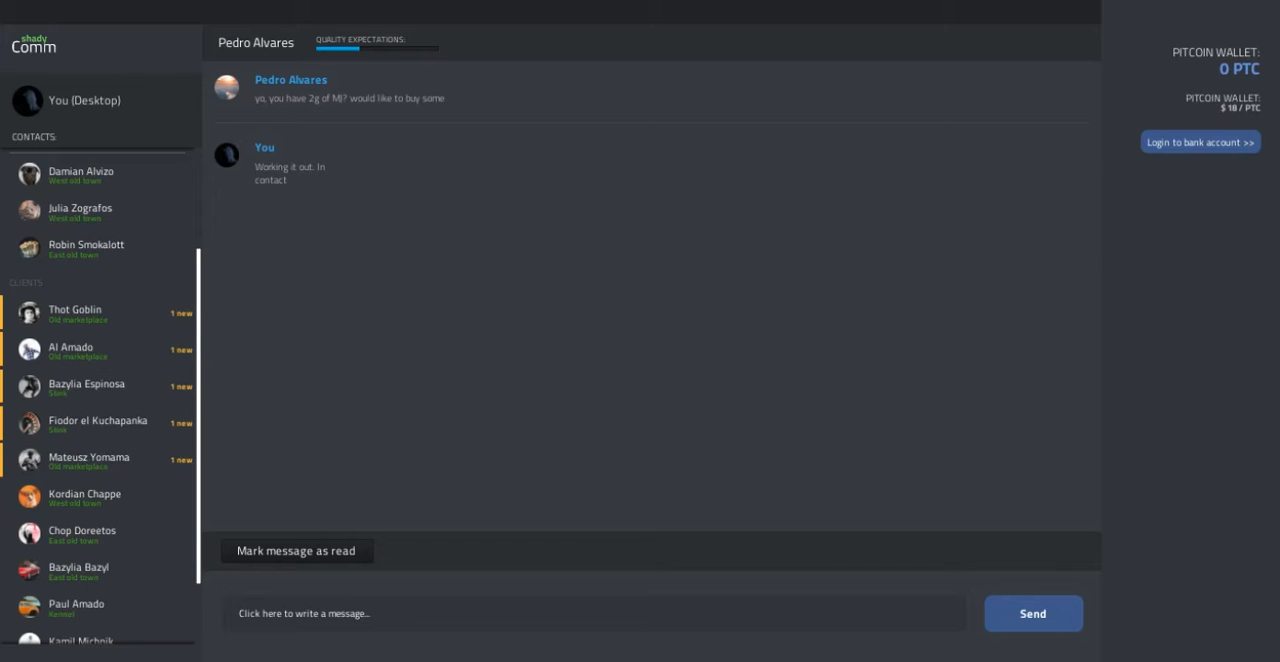 shady
Comm
You (Desktop)
CONTACTS:
Damian Alvizo
West old town
Julia Zografos
West old town
Robin Smokalott
East old town
CLIENTS
Thot Goblin
Old marketplace
1 new
Al Amado
Old marketplace
1 new
Bazylia Espinosa
Slink
1 new
Fiodor el Kuchapanka
Slink
1 new
Mateusz Yomama
Old marketplace
1 new
Kordian Chappe
West old town
Chop Doreetos
East old town
Bazylia Bazyl
East old town
Paul Amado
Kennel
Kamil Michnik
Pedro Alvares
QUALITY EXPECTATIONS:
Pedro Alvares
yo, you have 2g of MJ? would like to buy some
You
Working it out. In
contact
Mark message as read
Click here to write a message...
Send
PITCOIN WALLET:
0 PTC
PITCOIN WALLET:
$ 18 / PTC
Login to bank account >>